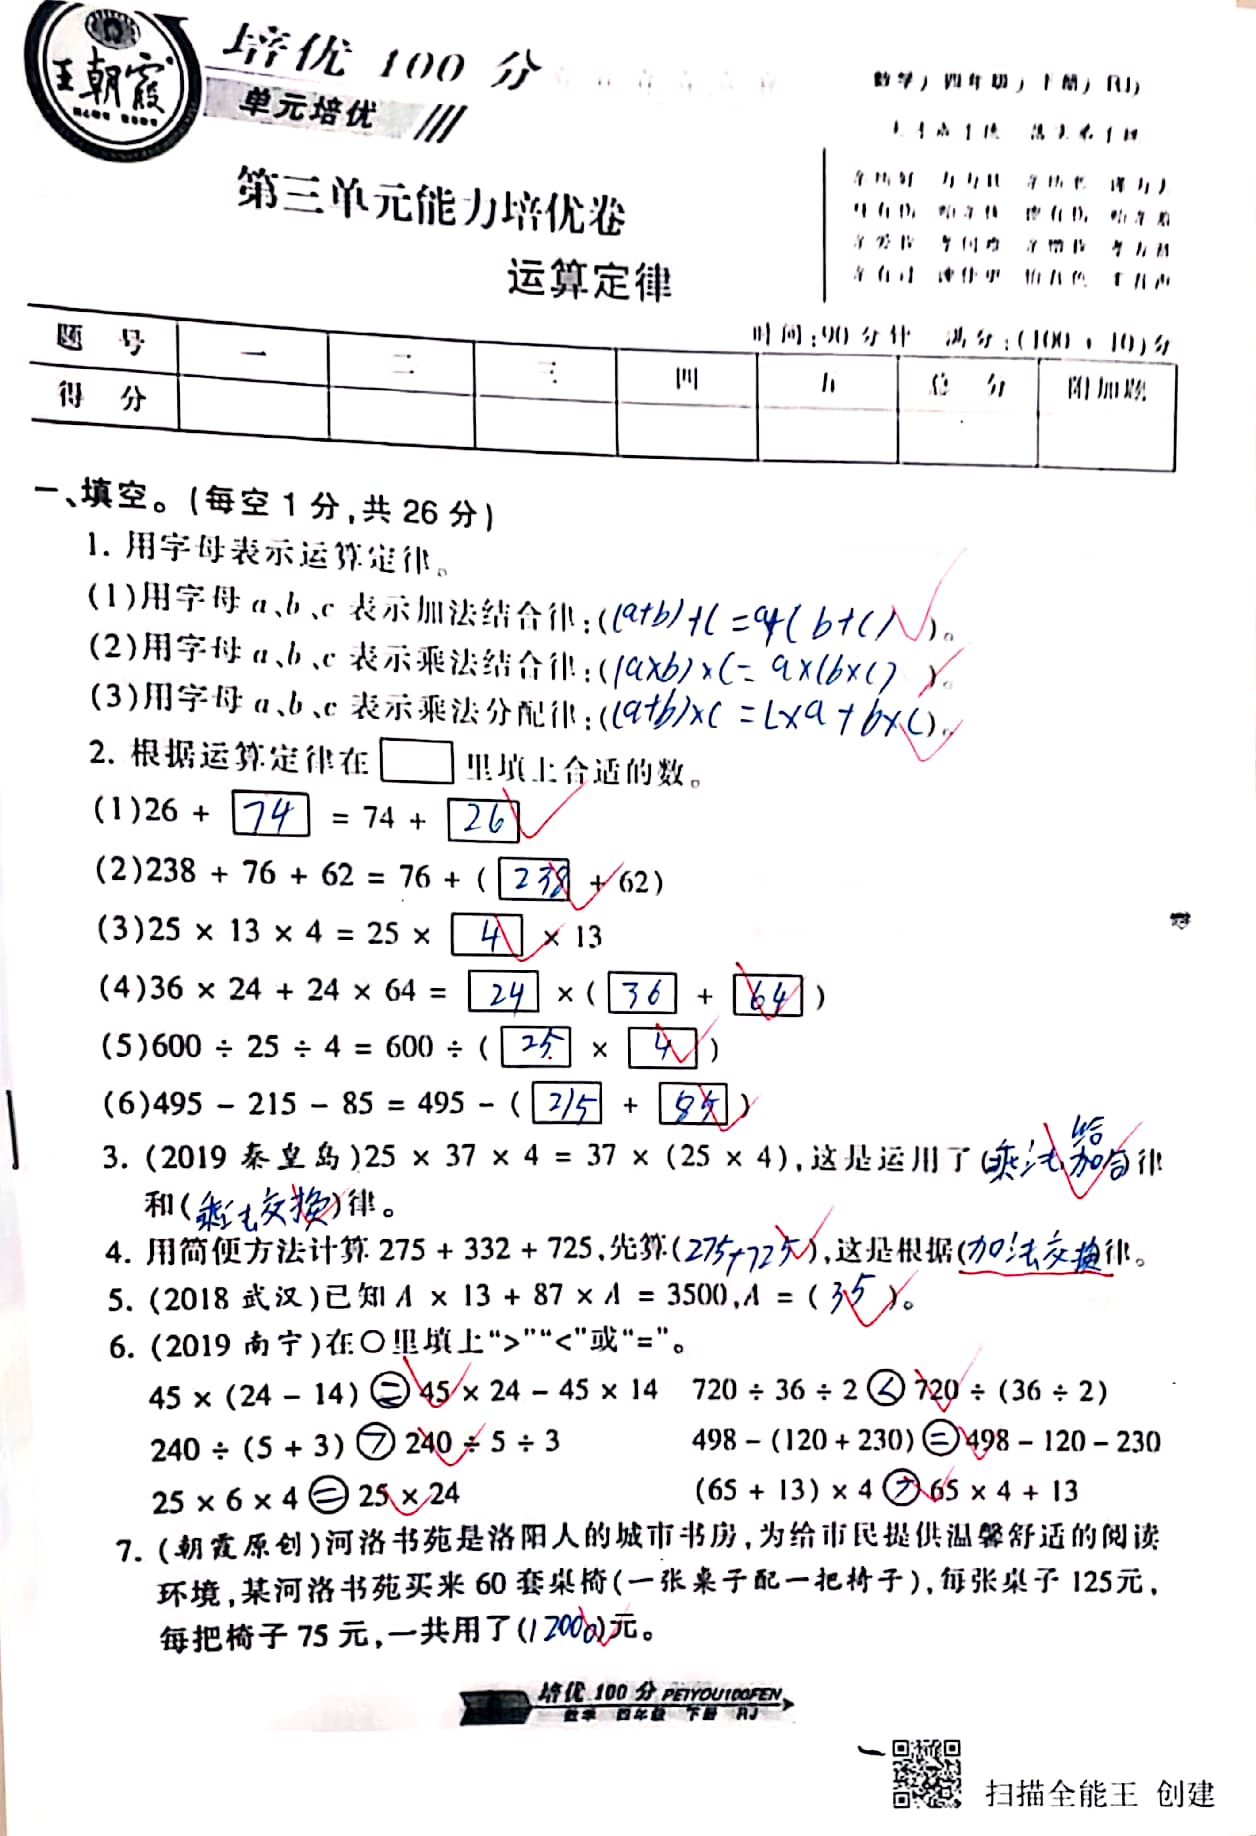 王朝霞
培优 100 分
单元培优
第三单元能力培优卷
运算定律
时间:90 分钟 满分:(100+10)分
题 号 一 二 三 四 五 总 分 附加题
得 分
一、填空。(每空 1 分,共 26 分)
1. 用字母表示运算定律。
(1)用字母 a、b、c 表示加法结合律:((a+b)+c=a+(b+c))。
(2)用字母 a、b、c 表示乘法结合律:((a×b)×c=a×(b×c))。
(3)用字母 a、b、c 表示乘法分配律:((a+b)×c=c×a+b×c)。
2. 根据运算定律在□里填上合适的数。
(1)26 + 74 = 74 + 26
(2)238 + 76 + 62 = 76 + (238 + 62)
(3)25 × 13 × 4 = 25 × 4 × 13
(4)36 × 24 + 24 × 64 = 24 × (36 + 64)
(5)600 ÷ 25 ÷ 4 = 600 ÷ (25 × 4)
(6)495 - 215 - 85 = 495 - (215 + 85)
3. (2019 秦皇岛)25 × 37 × 4 = 37 × (25 × 4),这是运用了(乘法结合)律
和(乘法交换)律。
4. 用简便方法计算 275 + 332 + 725,先算(275+725),这是根据(加法交换)律。
5. (2018 武汉)已知 A × 13 + 87 × A = 3500,A = (35)。
6. (2019 南宁)在○里填上“>”“<”或“=”。
45 × (24 - 14) = 45 × 24 - 45 × 14 720 ÷ 36 ÷ 2 < 720 ÷ (36 ÷ 2)
240 ÷ (5 + 3) > 240 ÷ 5 ÷ 3 498 - (120 + 230) = 498 - 120 - 230
25 × 6 × 4 = 25 × 24 (65 + 13) × 4 > 65 × 4 + 13
7. (朝霞原创)河洛书苑是洛阳人的城市书房,为给市民提供温馨舒适的阅读
环境,某河洛书苑买来 60 套桌椅(一张桌子配一把椅子),每张桌子 125元,
每把椅子 75 元,一共用了(12000)元。
培优 100 分 PEIYOU100FEN
数学 四年级 下册 RJ
扫描全能王 创建